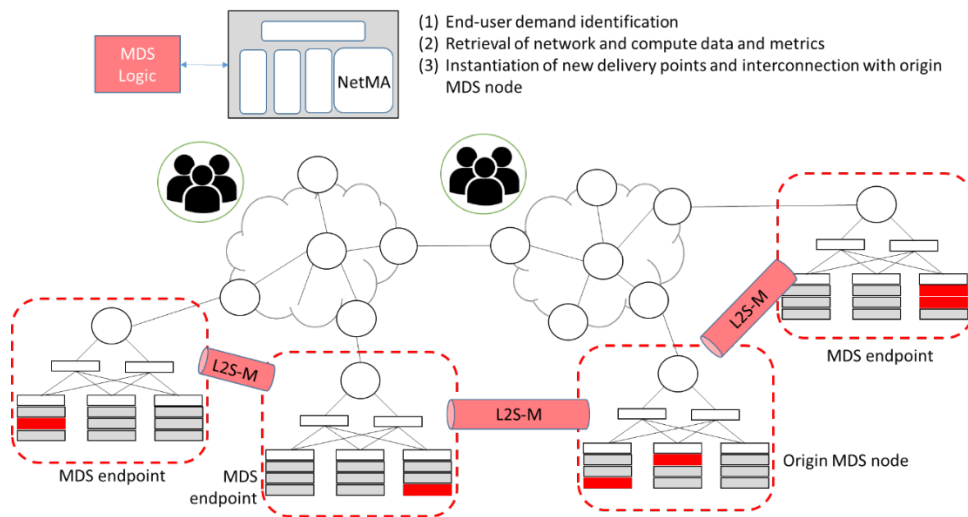 (1) End-user demand identification
(2) Retrieval of network and compute data and metrics
(3) Instantiation of new delivery points and interconnection with origin
MDS node
MDS
Logic
NetMA
L2S-M
MDS endpoint
L2S-M
MDS endpoint
MDS
endpoint
L2S-M
Origin MDS node